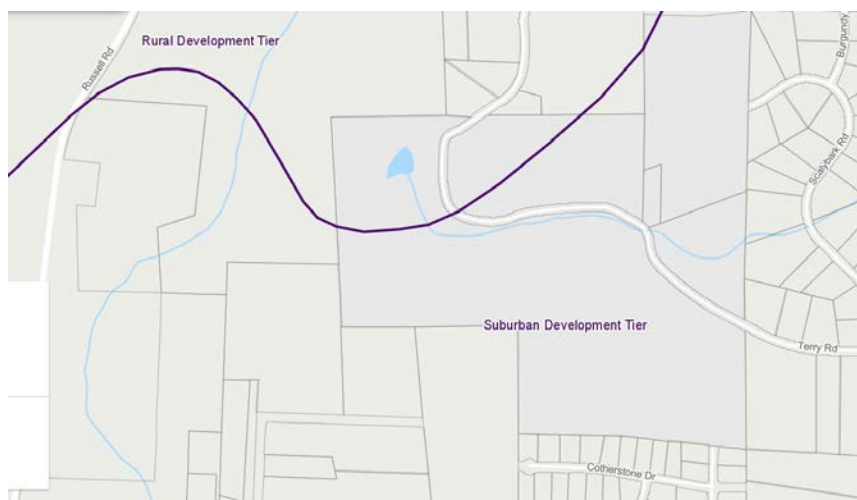 Rural Development Tier
Russell Rd
Burgundy
Scalybark Rd
Suburban Development Tier
Terry Rd
Cotherstone Dr